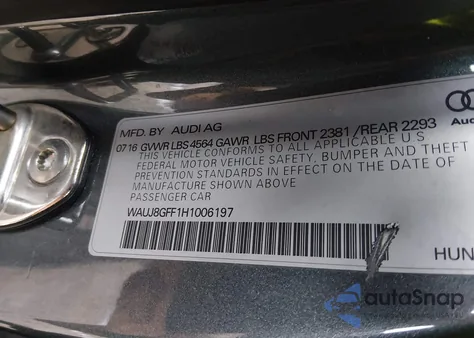 MFD. BY AUDI AG
Aud
0716 GVWR LBS 4564 GAWR LBS FRONT 2381 /REAR 2293
THIS VEHICLE CONFORMS TO ALL APPLICABLE U S
FEDERAL MOTOR VEHICLE SAFETY, BUMPER AND THEFT
PREVENTION STANDARDS IN EFFECT ON THE DATE OF
MANUFACTURE SHOWN ABOVE
PASSENGER CAR
WAUJ8GFF1H1006197
HUN
autoSnap